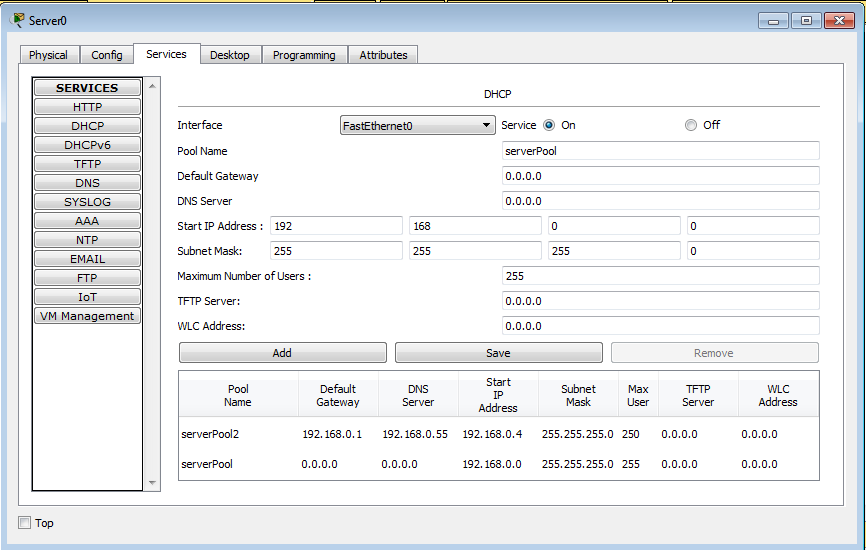 Server0
Physical Config Services Desktop Programming Attributes
SERVICES
HTTP
DHCP
DHCPv6
TFTP
DNS
SYSLOG
AAA
NTP
EMAIL
FTP
IoT
VM Management
DHCP
Interface FastEthernet0 Service On Off
Pool Name serverPool
Default Gateway 0.0.0.0
DNS Server 0.0.0.0
Start IP Address : 192 168 0 0
Subnet Mask: 255 255 255 0
Maximum Number of Users : 255
TFTP Server: 0.0.0.0
WLC Address: 0.0.0.0
Add Save Remove
Pool Name Default Gateway DNS Server Start IP Address Subnet Mask Max User TFTP Server WLC Address
serverPool2 192.168.0.1 192.168.0.55 192.168.0.4 255.255.255.0 250 0.0.0.0 0.0.0.0
serverPool 0.0.0.0 0.0.0.0 192.168.0.0 255.255.255.0 255 0.0.0.0 0.0.0.0
Top